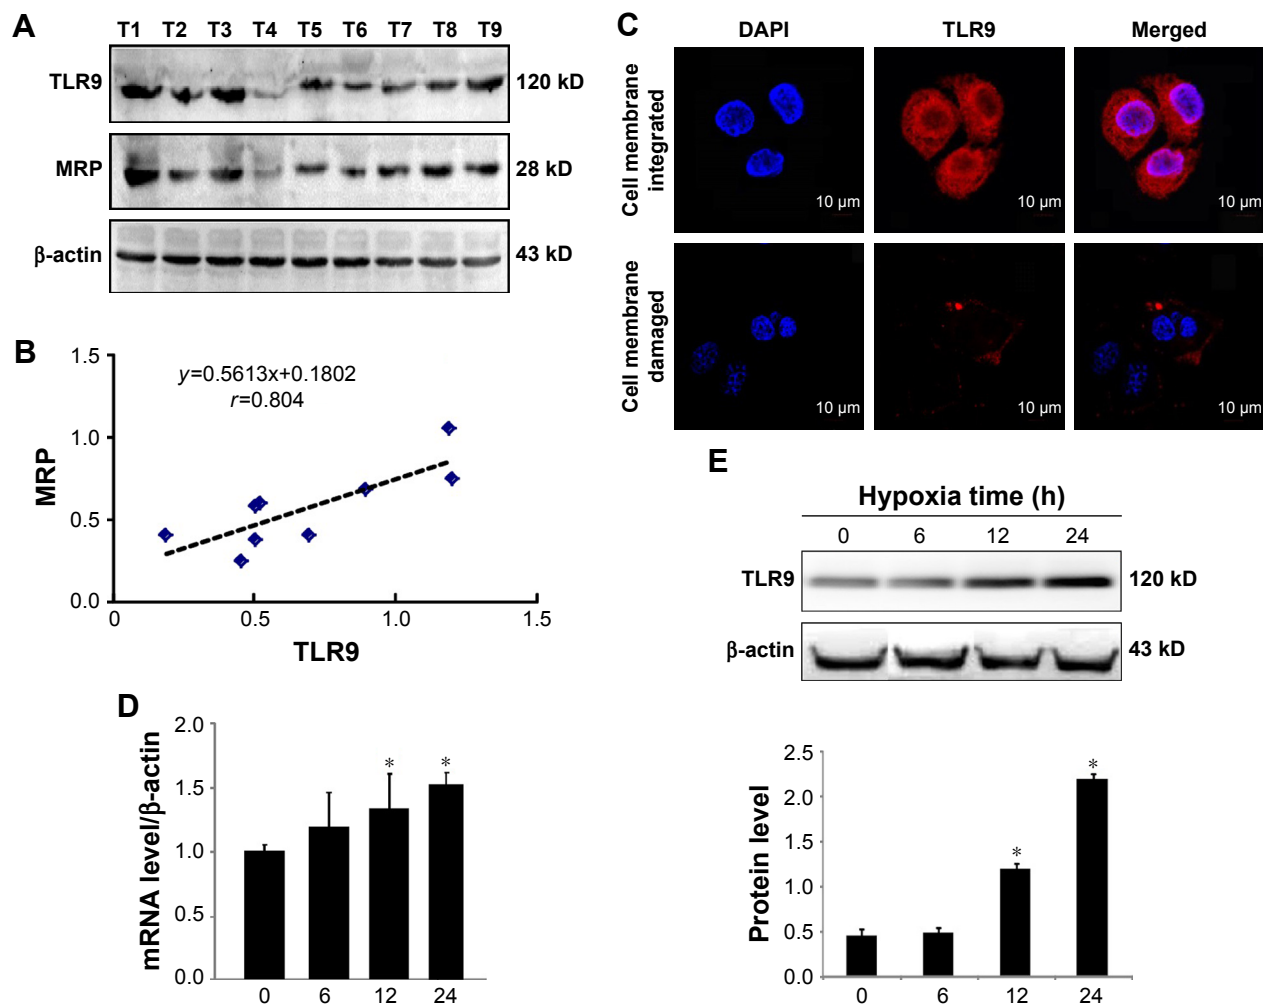 A
T1 T2 T3 T4 T5 T6 T7 T8 T9
TLR9 120 kD
MRP 28 kD
β-actin 43 kD
B
y=0.5613x+0.1802
r=0.804
1.5
1.0
0.5
0.0
MRP
0 0.5 1.0 1.5
TLR9
C
DAPI TLR9 Merged
Cell membrane
integrated
10 µm 10 µm 10 µm
Cell membrane
damaged
10 µm 10 µm 10 µm
D
2.0
1.5
1.0
0.5
0.0
mRNA level/β-actin
* *
0 6 12 24
E
Hypoxia time (h)
0 6 12 24
TLR9 120 kD
β-actin 43 kD
2.5
2.0
1.5
1.0
0.5
0.0
Protein level
* *
0 6 12 24